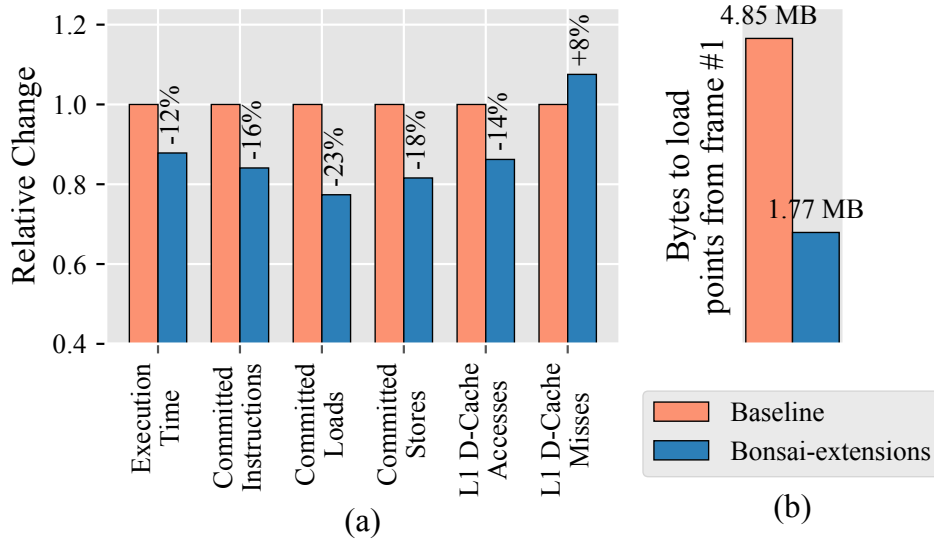 Relative Change
1.2
1.0
0.8
0.6
0.4
-12%
-16%
-23%
-18%
-14%
+8%
Execution
Time
Committed
Instructions
Committed
Loads
Committed
Stores
L1 D-Cache
Accesses
L1 D-Cache
Misses
(a)
Bytes to load
points from frame #1
4.85 MB
1.77 MB
Baseline
Bonsai-extensions
(b)